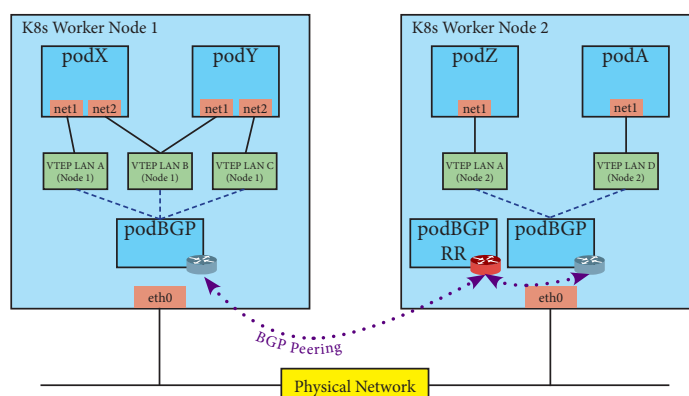 K8s Worker Node 1
podX
podY
net1
net2
net1
net2
VTEP LAN A
(Node 1)
VTEP LAN B
(Node 1)
VTEP LAN C
(Node 1)
podBGP
eth0
K8s Worker Node 2
podZ
podA
net1
net1
VTEP LAN A
(Node 2)
VTEP LAN D
(Node 2)
podBGP
RR
podBGP
eth0
BGP Peering
Physical Network